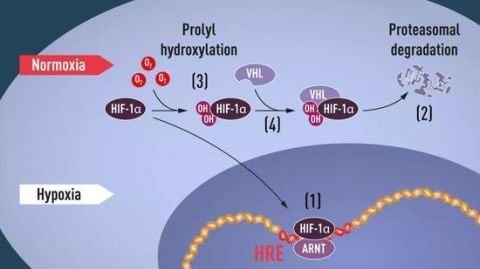 Prolyl
hydroxylation
Proteasomal
degradation
Normoxia
O₂
O₂
O₂
(3)
VHL
HIF-1α
OH
OH
HIF-1α
(4)
VHL
OH
OH
HIF-1α
(2)
Hypoxia
(1)
HIF-1α
HRE
ARNT